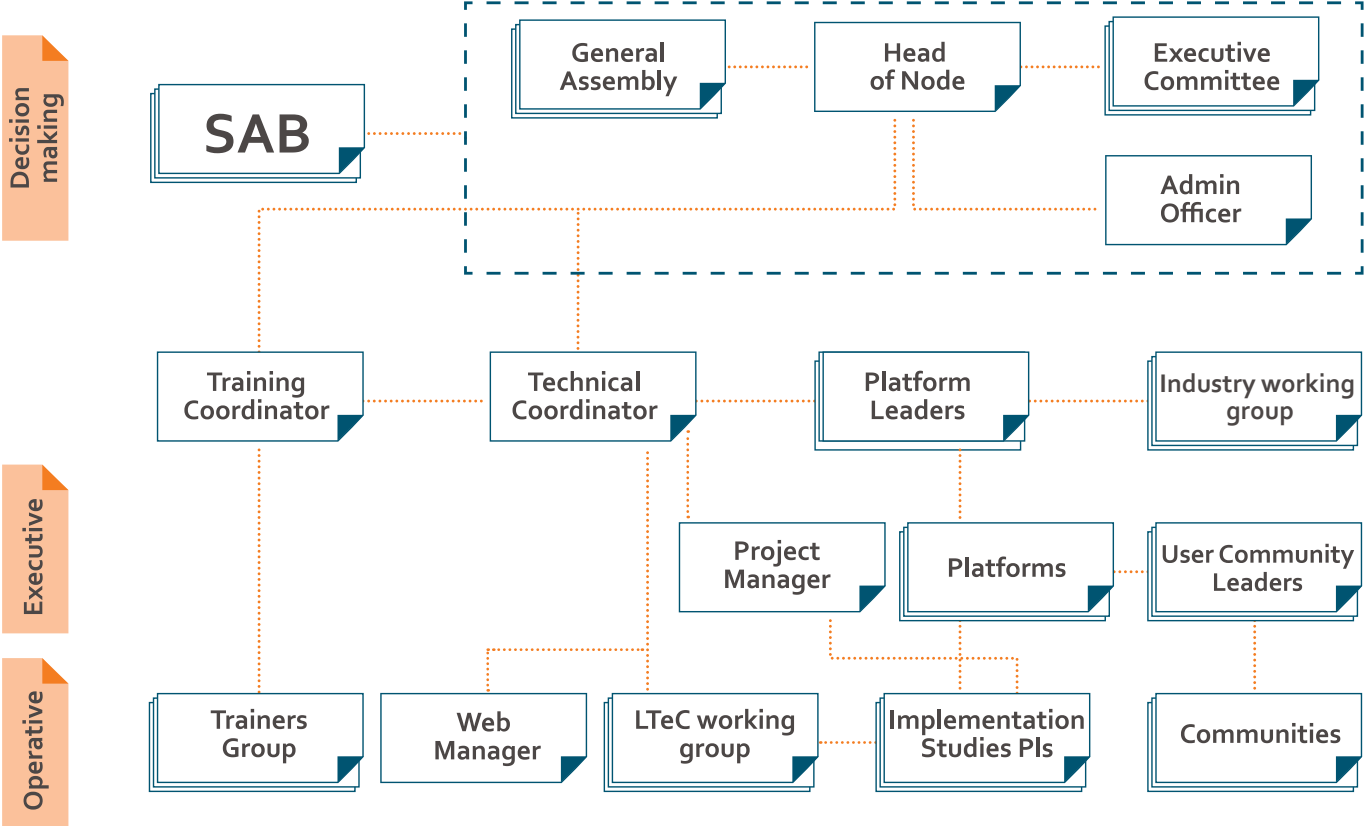 Decision
making
SAB
General
Assembly
Head
of Node
Executive
Committee
Admin
Officer
Training
Coordinator
Technical
Coordinator
Platform
Leaders
Industry working
group
Executive
Project
Manager
Platforms
User Community
Leaders
Operative
Trainers
Group
Web
Manager
LTeC working
group
Implementation
Studies PIs
Communities